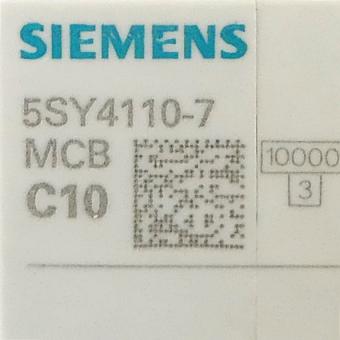 SIEMENS
5SY4110-7
MCB
C10
10000
3